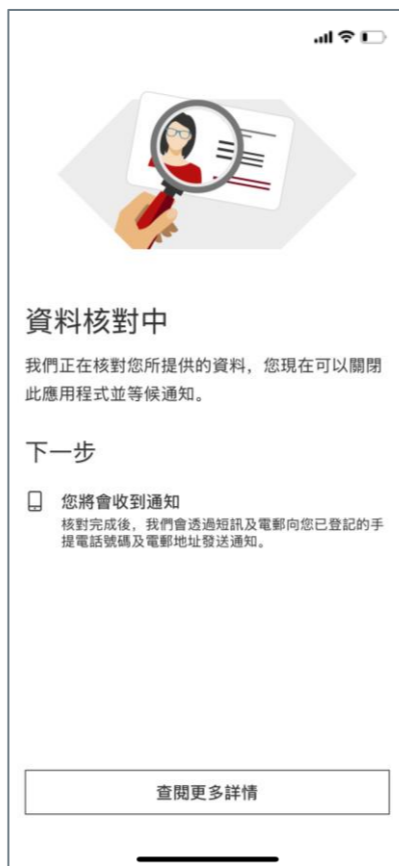 資料核對中
我們正在核對您所提供的資料，您現在可以關閉
此應用程式並等候通知。
下一步
您將會收到通知
核對完成後，我們會透過短訊及電郵向您已登記的手
提電話號碼及電郵地址發送通知。
查閱更多詳情